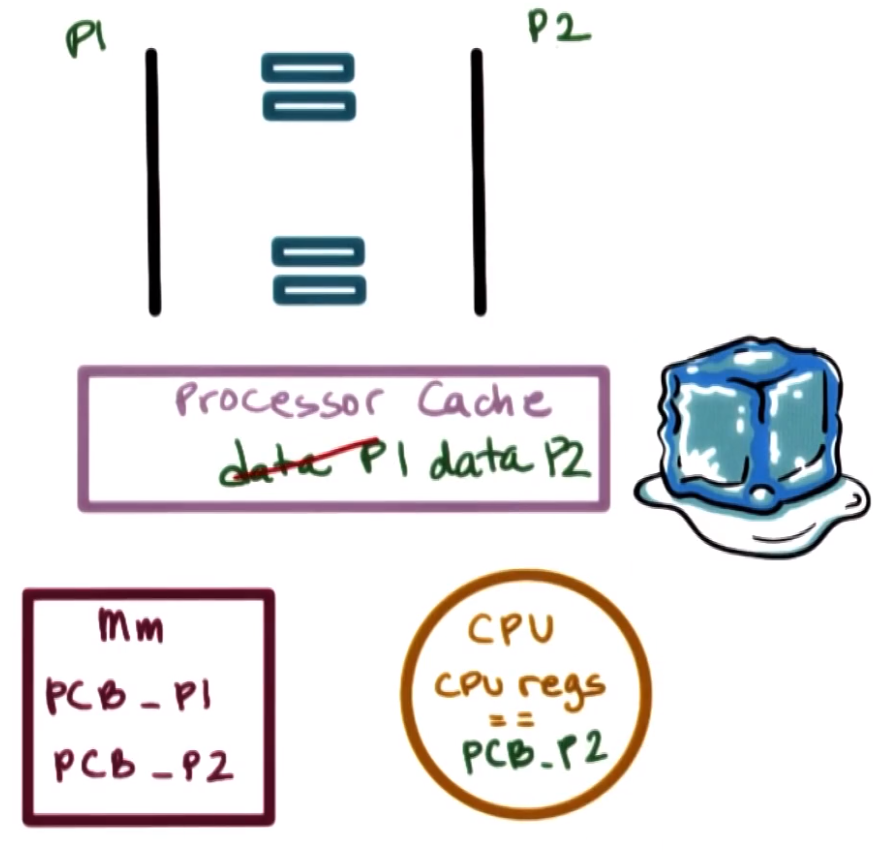 P1
P2
Processor Cache
data P1 data P2
Mm
PCB_P1
PCB_P2
CPU
CPU regs
==
PCB_P2